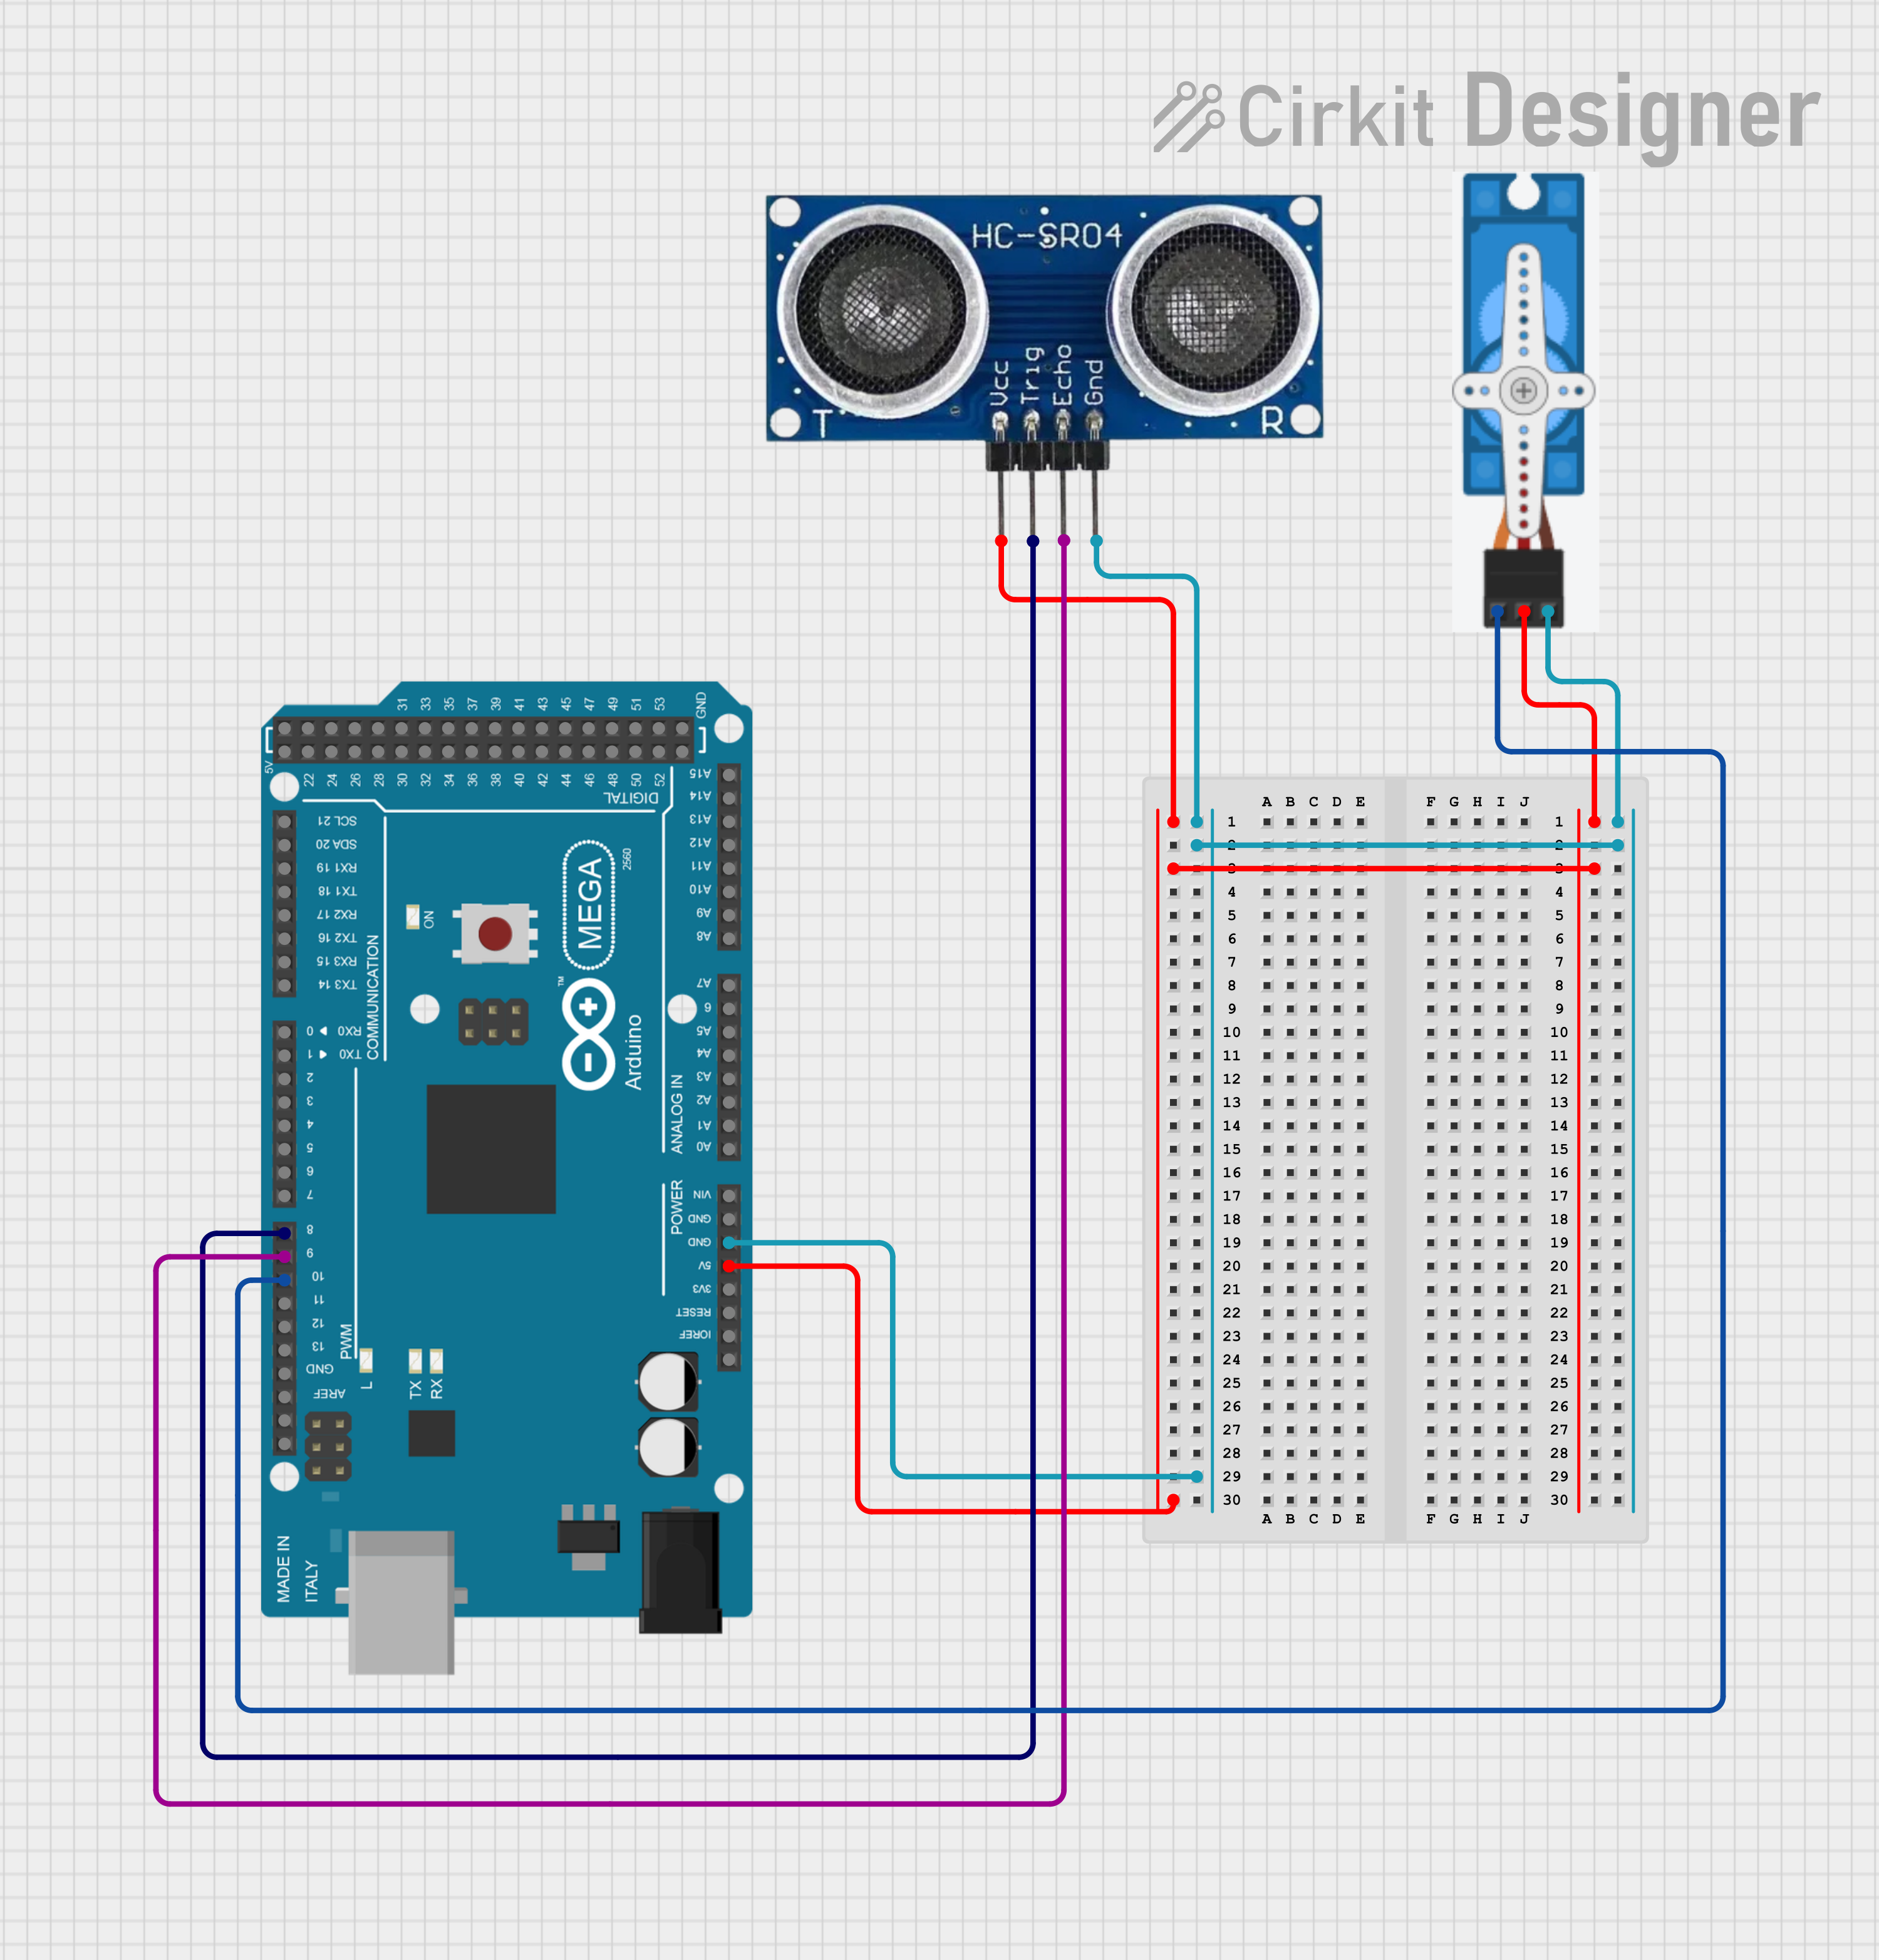 Cirkit Designer
HC-SR04
Vcc
Trig
Echo
Gnd
T
R
31 33 35 37 39 41 43 45 47 49 51 53 GND
5V 22 24 26 28 30 32 34 36 38 40 42 44 46 48 50 52
DIGITAL
SCL 21
SDA 20
RX1 19
TX1 18
RX2 17
TX2 16
RX3 15
TX3 14
COMMUNICATION
RX0 0
TX0 1
2
3
4
5
6
7
8
9
10
11
12
13
GND
AREF
PWM
L
TX
RX
ON
MEGA
2560
TM
Arduino
A15
A14
A13
A12
A11
A10
A9
A8
A7
6
A5
A4
A3
A2
A1
A0
ANALOG IN
POWER
VIN
GND
GND
5V
3V3
RESET
IOREF
MADE IN
ITALY
A B C D E F G H I J
1 1
2 2
3 3
4 4
5 5
6 6
7 7
8 8
9 9
10 10
11 11
12 12
13 13
14 14
15 15
16 16
17 17
18 18
19 19
20 20
21 21
22 22
23 23
24 24
25 25
26 26
27 27
28 28
29 29
30 30
A B C D E F G H I J